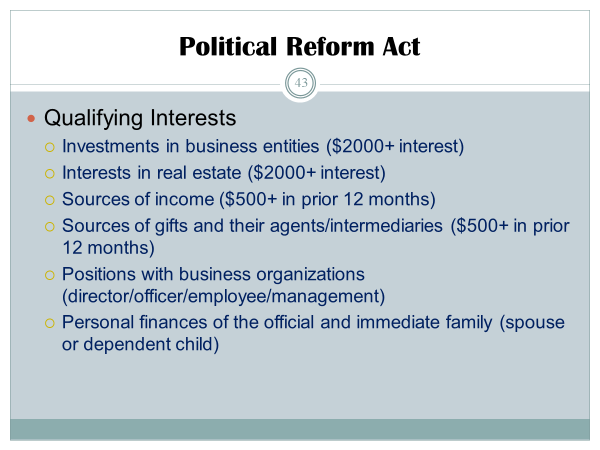 Political Reform Act
43
Qualifying Interests
Investments in business entities ($2000+ interest)
Interests in real estate ($2000+ interest)
Sources of income ($500+ in prior 12 months)
Sources of gifts and their agents/intermediaries ($500+ in prior
12 months)
Positions with business organizations
(director/officer/employee/management)
Personal finances of the official and immediate family (spouse
or dependent child)